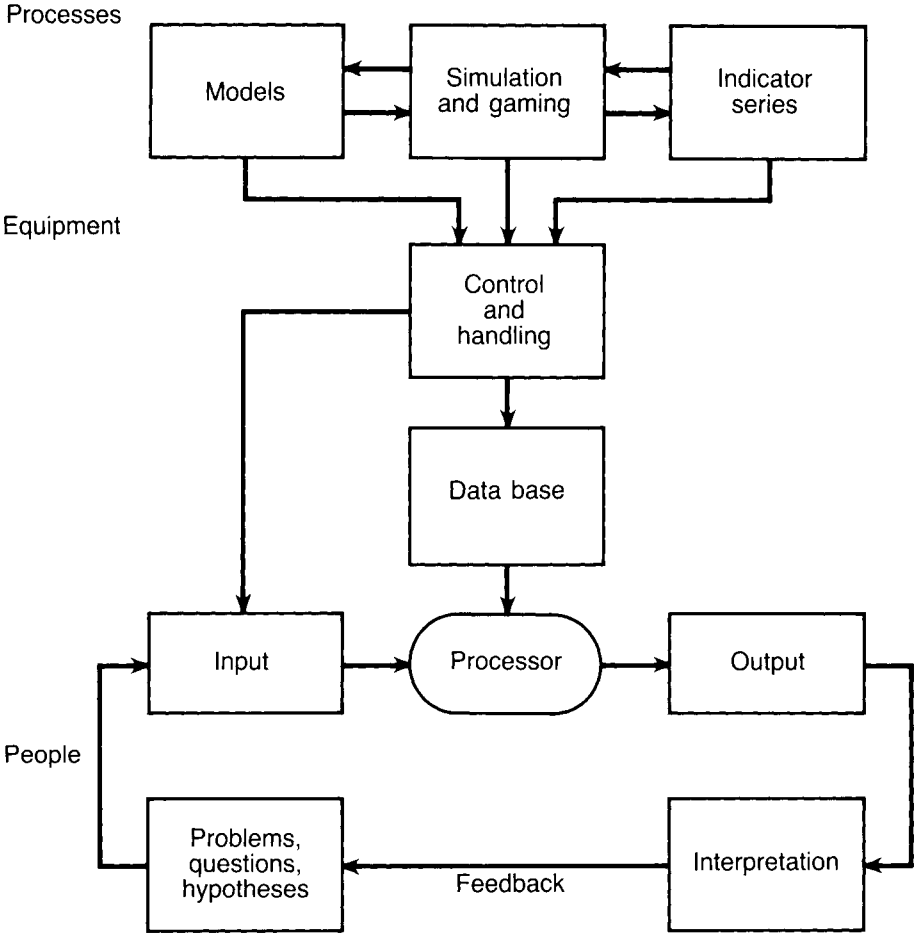 Processes
Models
Simulation
and gaming
Indicator
series
Equipment
Control
and
handling
Data base
Input
Processor
Output
People
Problems,
questions,
hypotheses
Interpretation
Feedback